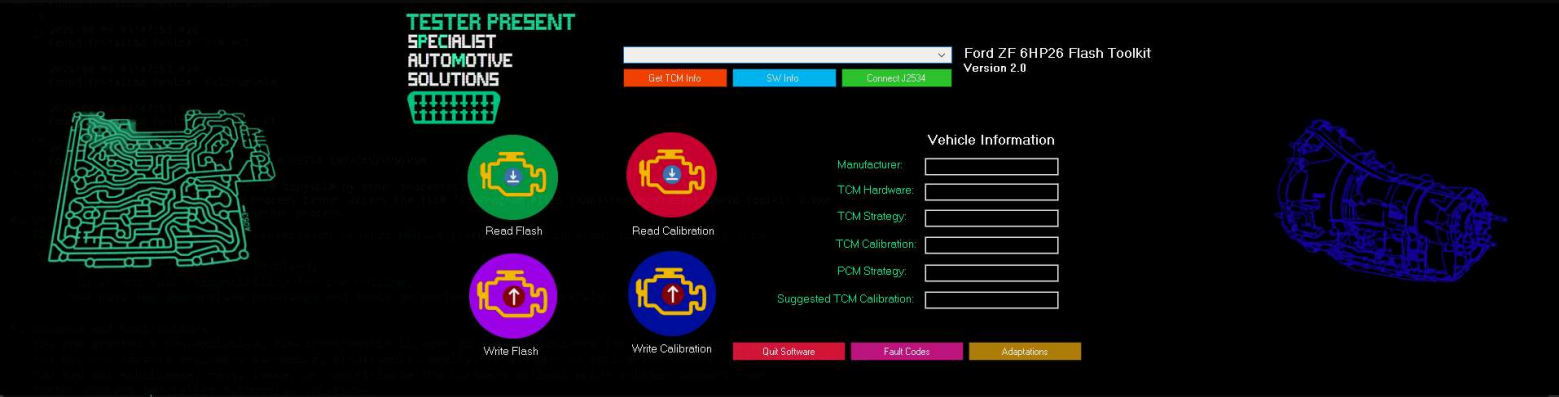 TESTER PRESENT
SPECIALIST
AUTOMOTIVE
SOLUTIONS
Ford ZF 6HP26 Flash Toolkit
Version 2.0
Get TCM Info
SW Info
Connect J2534
Read Flash
Read Calibration
Write Flash
Write Calibration
Vehicle Information
Manufacturer:
TCM Hardware:
TCM Strategy:
TCM Calibration:
PCM Strategy:
Suggested TCM Calibration:
Quit Software
Fault Codes
Adaptations